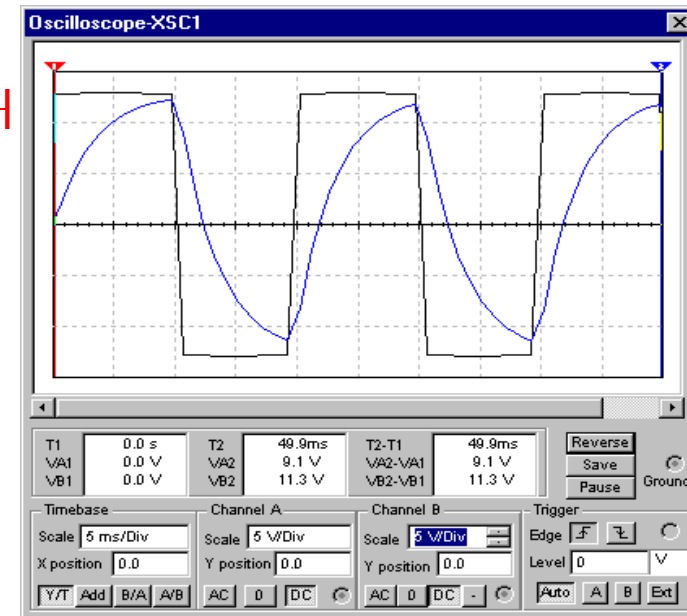 Oscilloscope-XSC1
1 2
T1 0.0 s T2 49.9ms T2-T1 49.9ms
VA1 0.0 V VA2 9.1 V VA2-VA1 9.1 V
VB1 0.0 V VB2 11.3 V VB2-VB1 11.3 V
Reverse
Save
Pause
Ground
Timebase
Scale 5 ms/Div
X position 0.0
Y/T Add B/A A/B
Channel A
Scale 5 V/Div
Y position 0.0
AC 0 DC
Channel B
Scale 5 V/Div
Y position 0.0
AC 0 DC -
Trigger
Edge
Level 0 V
Auto A B Ext